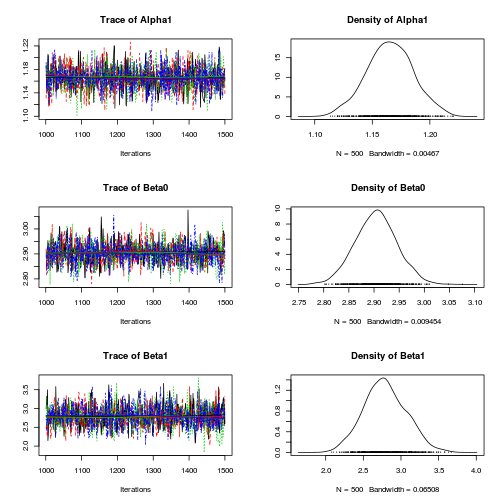 Trace of Alpha1
1.10 1.14 1.18 1.22
1000 1100 1200 1300 1400 1500
Iterations
Density of Alpha1
0 5 10 15
1.10 1.15 1.20
N = 500 Bandwidth = 0.00467
Trace of Beta0
2.80 2.90 3.00
1000 1100 1200 1300 1400 1500
Iterations
Density of Beta0
0 2 4 6 8 10
2.75 2.80 2.85 2.90 2.95 3.00 3.05 3.10
N = 500 Bandwidth = 0.009454
Trace of Beta1
2.0 2.5 3.0 3.5
1000 1100 1200 1300 1400 1500
Iterations
Density of Beta1
0.0 0.4 0.8 1.2
2.0 2.5 3.0 3.5 4.0
N = 500 Bandwidth = 0.06508